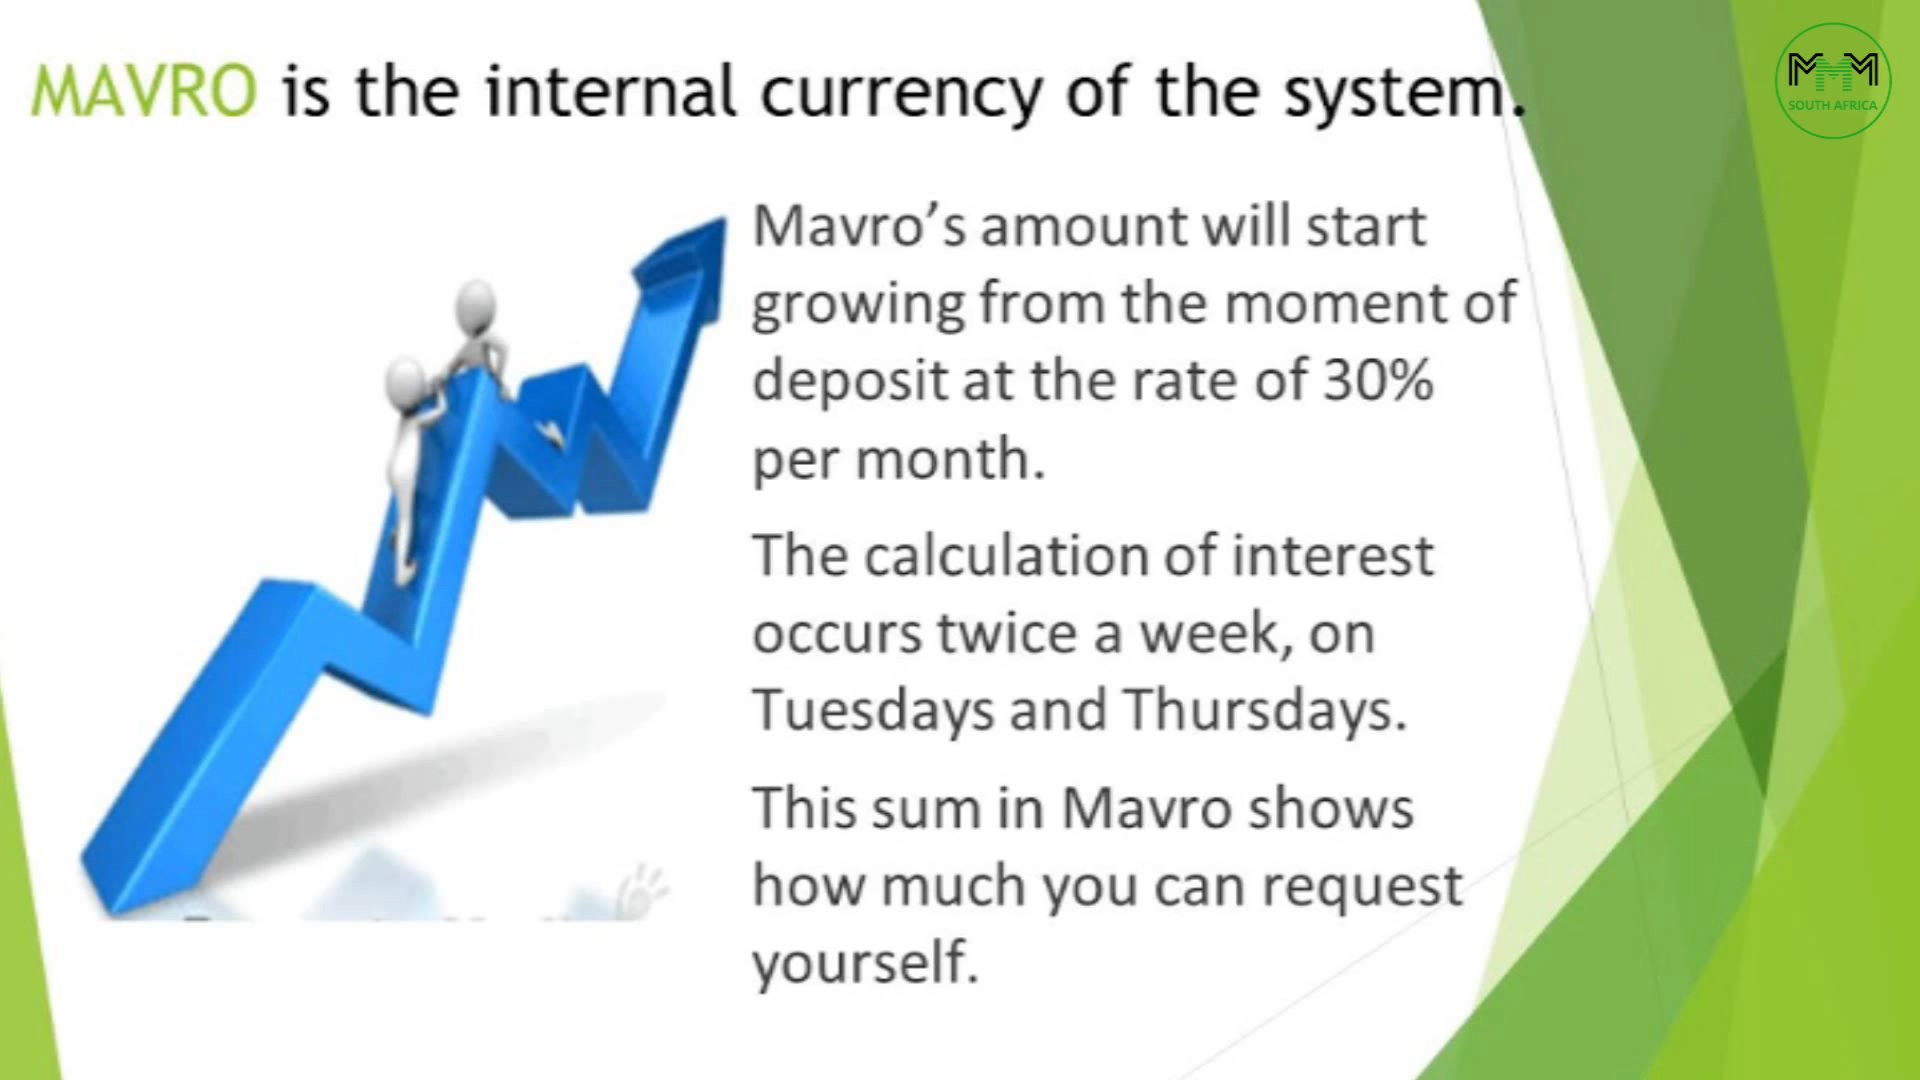 MAVRO is the internal currency of the system.
MMM
SOUTH AFRICA
Mavro’s amount will start
growing from the moment of
deposit at the rate of 30%
per month.
The calculation of interest
occurs twice a week, on
Tuesdays and Thursdays.
This sum in Mavro shows
how much you can request
yourself.